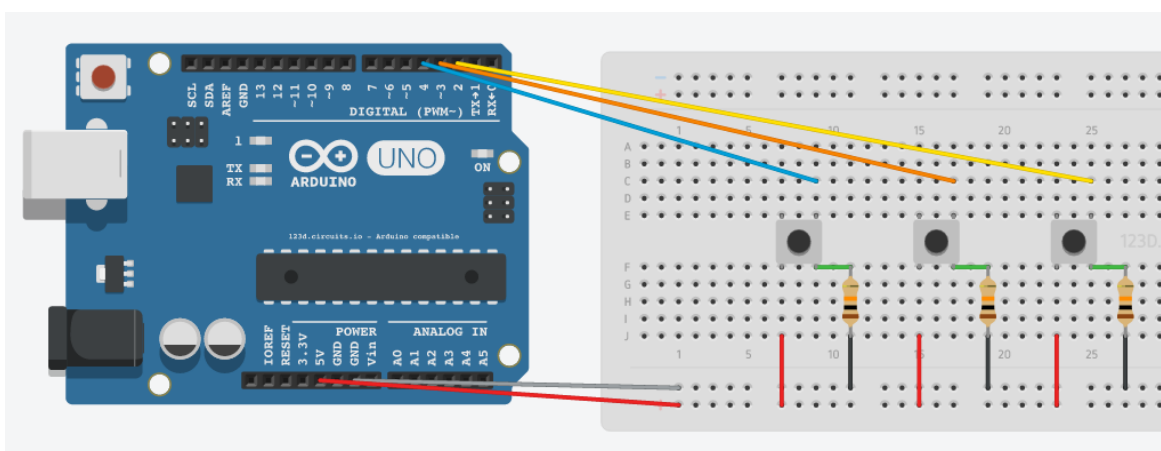 SCL
SDA
AREF
GND
13
12
~11
~10
~9
8
7
~6
~5
4
~3
2
TX→1
RX←0
DIGITAL (PWM~)
1
TX
RX
UNO
ARDUINO
ON
123d.circuits.io - Arduino compatible
POWER
ANALOG IN
IOREF
RESET
3.3V
5V
GND
GND
Vin
A0
A1
A2
A3
A4
A5
- +
1 5 10 15 20 25
A
B
C
D
E
123D.
F
G
H
I
J
1 5 10 15 20 25